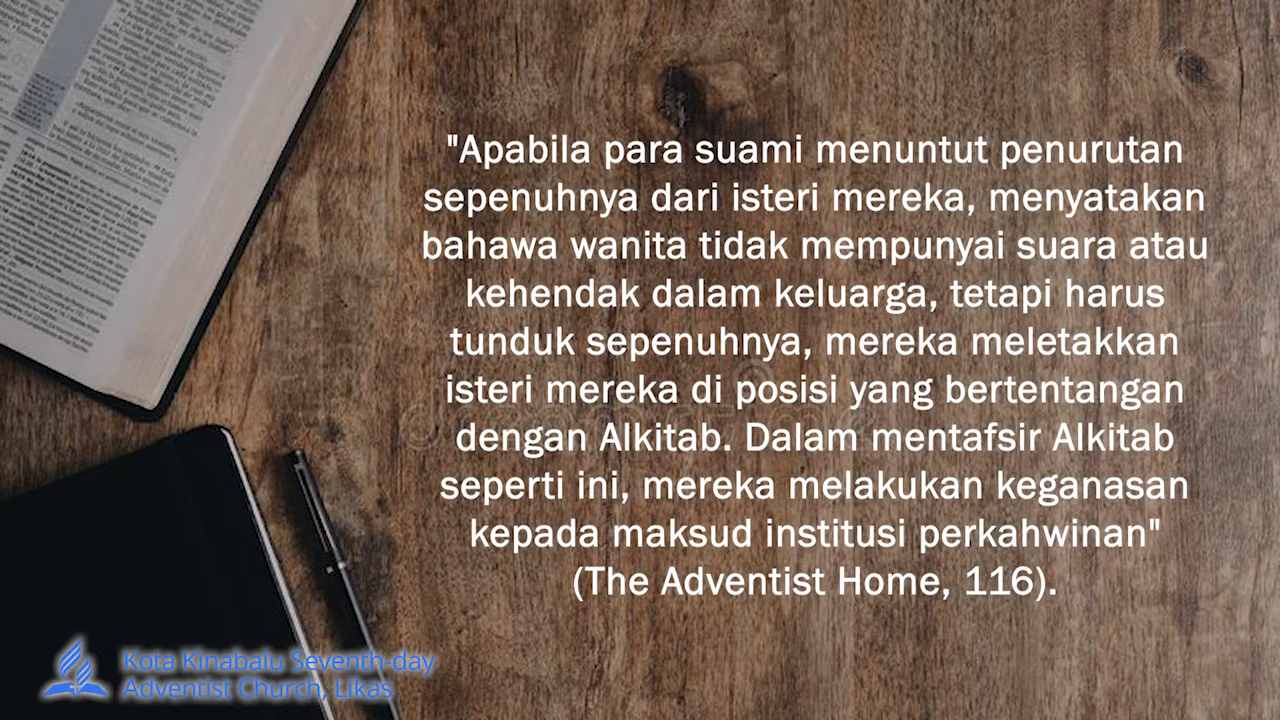 "Apabila para suami menuntut penurutan
sepenuhnya dari isteri mereka, menyatakan
bahawa wanita tidak mempunyai suara atau
kehendak dalam keluarga, tetapi harus
tunduk sepenuhnya, mereka meletakkan
isteri mereka di posisi yang bertentangan
dengan Alkitab. Dalam mentafsir Alkitab
seperti ini, mereka melakukan keganasan
kepada maksud institusi perkahwinan"
(The Adventist Home, 116).
Kota Kinabalu Seventh-day
Adventist Church, Likas